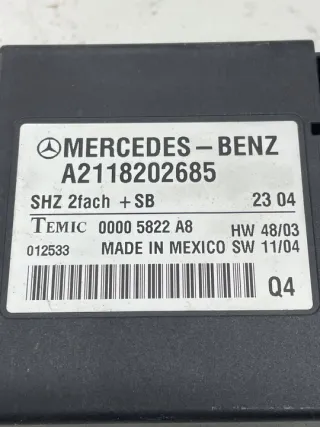 MERCEDES-BENZ
A2118202685
SHZ 2fach + SB 23 04
TEMIC 0000 5822 A8 HW 48/03
012533 MADE IN MEXICO SW 11/04
Q4